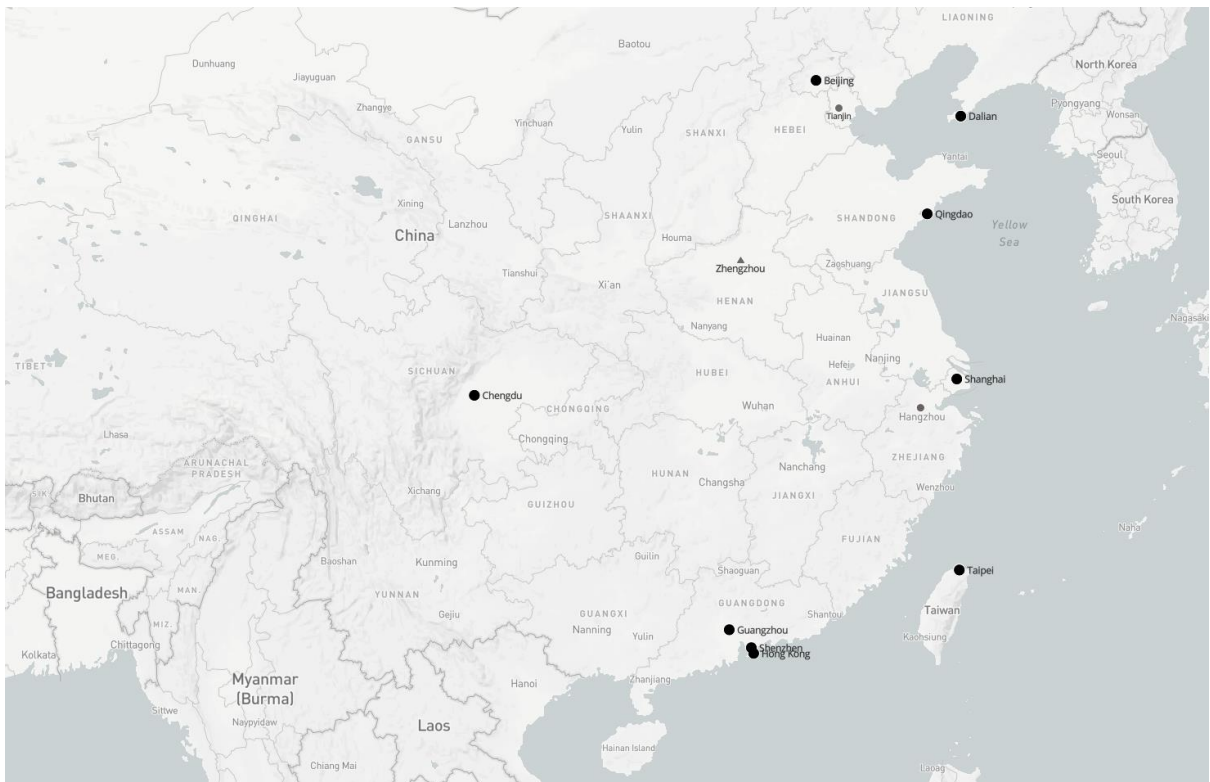 LIAONING
Baotou
Dunhuang
North Korea
Jiayuguan
Beijing
Zhangye
Pyongyang
Tianjin
Wonsan
Dalian
Yinchuan
Yulin
SHANXI
HEBEI
GANSU
Yantai
Seoul
Xining
South Korea
QINGHAI
SHAANXI
SHANDONG
Qingdao
Lanzhou
Yellow
Sea
China
Houma
Zaoshuang
Zhengzhou
Tianshui
Xi'an
JIANGSU
HENAN
Nagasaki
Nanyang
Huainan
Nanjing
TIBET
Hefei
SICHUAN
HUBEI
Shanghai
ANHUI
Chengdu
CHONGQING
Wuhan
Hangzhou
Lhasa
Chongqing
ZHEJIANG
ARUNACHAL
PRADESH
Nanchang
HUNAN
Changsha
Xichang
Wenzhou
JIANGXI
Bhutan
GUIZHOU
Naha
ASSAM
NAG.
FUJIAN
MEG.
Guilin
Baoshan
Kunming
Shaoguan
Taipei
MAN.
Bangladesh
YUNNAN
GUANGDONG
Taiwan
GUANGXI
Gejiu
Shantou
MIZ.
Nanning
Guangzhou
Yulin
Kaohsiung
Chittagong
Shenzhen
Kolkata
Hong Kong
Myanmar
(Burma)
Zhanjiang
Hanoi
Sittwe
Naypyidaw
Laos
Hainan Island
Chiang Mai
Laoag